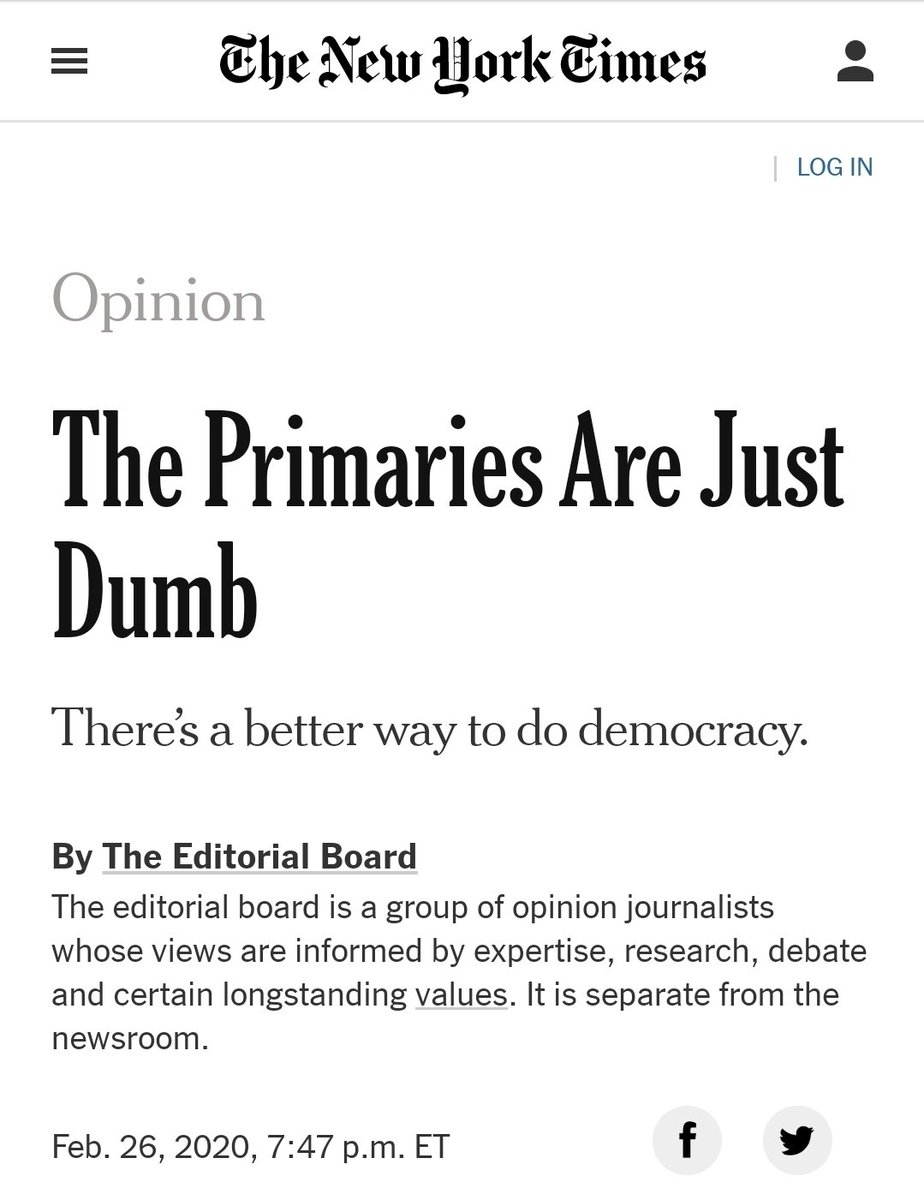 The New York Times
LOG IN
Opinion
The Primaries Are Just
Dumb
There’s a better way to do democracy.
By The Editorial Board
The editorial board is a group of opinion journalists
whose views are informed by expertise, research, debate
and certain longstanding values. It is separate from the
newsroom.
Feb. 26, 2020, 7:47 p.m. ET